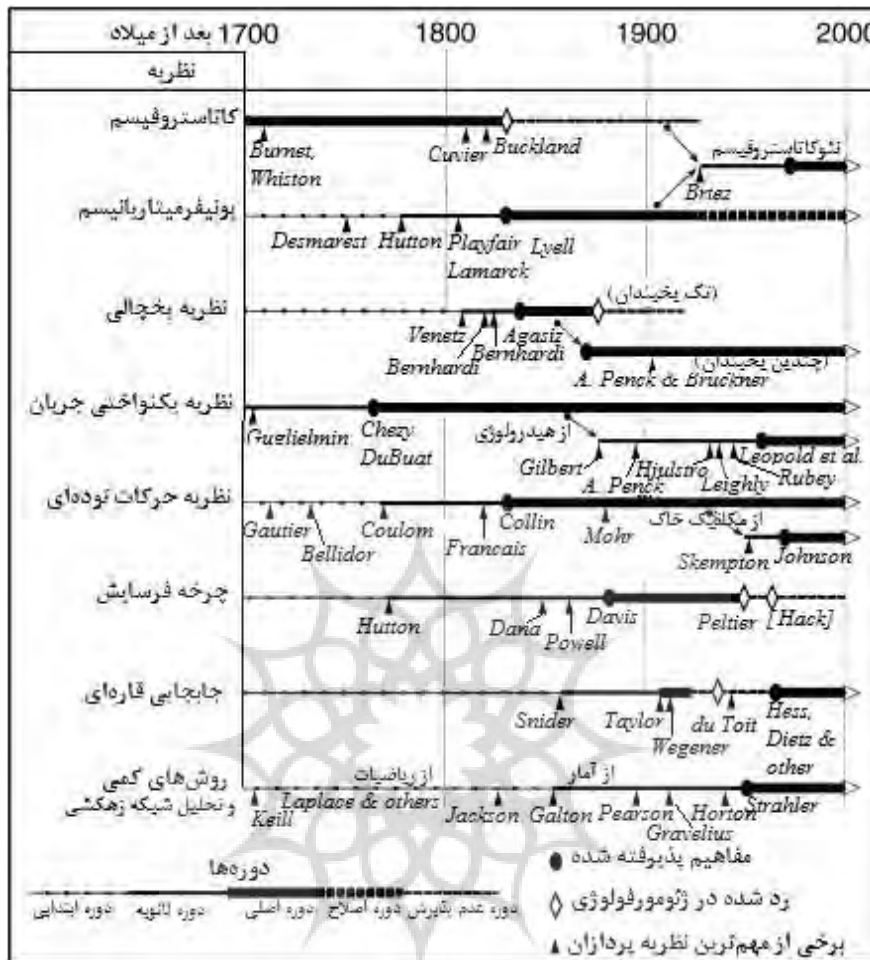 بعد از میلاد 1700 1800 1900 2000
نظریه
کاتاستروفیسم
Burnet,
Whiston
Cuvier
Buckland
نئوکاتاستروفیسم
Briez
یونیفرمیتاریانیسم
Desmarest
Hutton
Playfair
Lamarck
Lyell
نظریه یخچالی
(تک یخبندان)
Venetz
Bernhardi
Bernhardi
Agasiz
(چندین یخبندان)
A. Penck & Bruckner
نظریه یکنواختی جریان
Guglielmin
Chezy
DuBuat
از هیدرولوژی
Gilbert
A. Penck
Hjulstro
Leighly
Rubey
Leopold et al.
نظریه حرکات توده‌ای
Gautier
Bellidor
Coulom
Francais
Collin
Mohr
از مکانیک خاک
Skempton
Johnson
چرخه فرسایش
Hutton
Dana
Powell
Davis
Peltier
[Hack]
جابجایی قاره‌ای
Snider
Taylor
Wegener
du Toit
Hess,
Dietz &
other
روش‌های کمی
و تحلیل شبکه زهکشی
از ریاضیات
Laplace & others
از آمار
Keill
Jackson
Galton
Pearson
Gravelius
Horton
Strahler
دوره‌ها
دوره ابتدایی
دوره ثانویه
دوره اصلی
دوره اصلاح
دوره عدم پذیرش
مفاهیم پذیرفته شده
رد شده در ژئومورفولوژی
برخی از مهم‌ترین نظریه پردازان